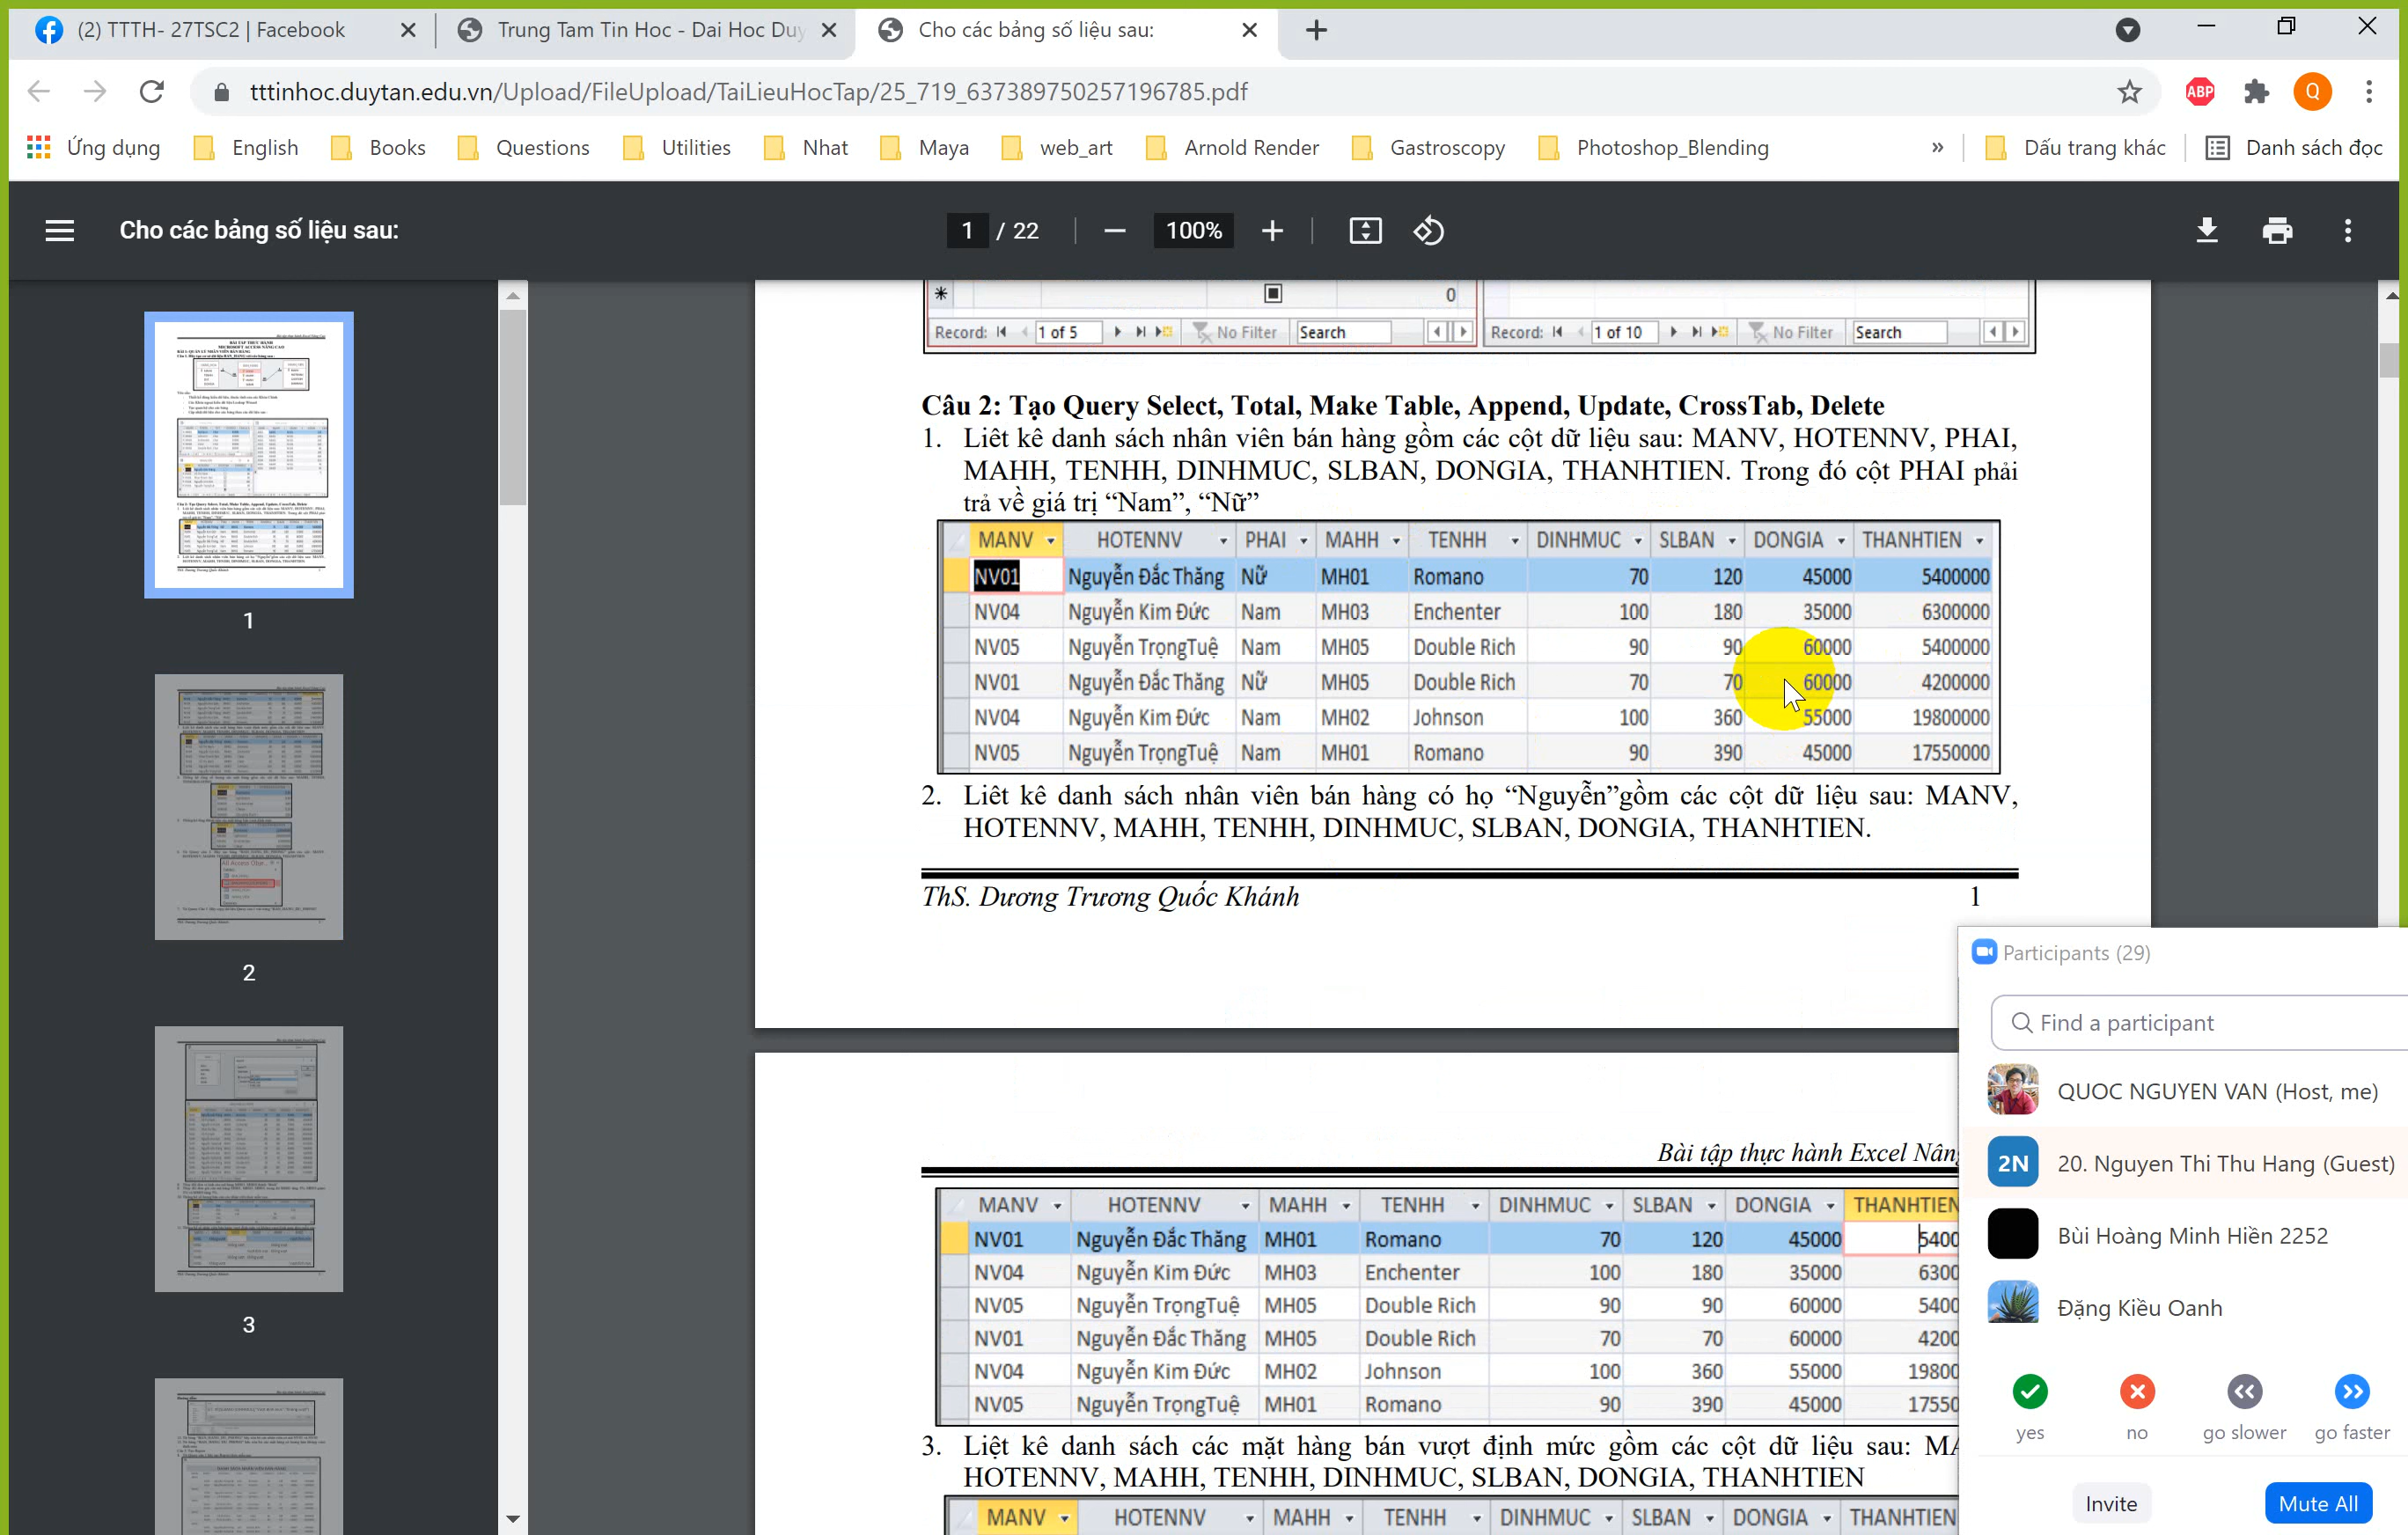 (2) TTTH- 27TSC2 | Facebook
Trung Tam Tin Hoc - Dai Hoc Duy
Cho các bảng số liệu sau:
tttinhoc.duytan.edu.vn/Upload/FileUpload/TaiLieuHocTap/25_719_637389750257196785.pdf
ABP
Q
Ứng dụng English Books Questions Utilities Nhat Maya web_art Arnold Render Gastroscopy Photoshop_Blending » Dấu trang khác Danh sách đọc
Cho các bảng số liệu sau:
1 / 22
100%
1
2
3
0
Record: 1 of 5 No Filter Search
Record: 1 of 10 No Filter Search
Câu 2: Tạo Query Select, Total, Make Table, Append, Update, CrossTab, Delete
1. Liêt kê danh sách nhân viên bán hàng gồm các cột dữ liệu sau: MANV, HOTENNV, PHAI,
MAHH, TENHH, DINHMUC, SLBAN, DONGIA, THANHTIEN. Trong đó cột PHAI phải
trả về giá trị “Nam”, “Nữ”
MANV HOTENNV PHAI MAHH TENHH DINHMUC SLBAN DONGIA THANHTIEN
NV01 Nguyễn Đắc Thăng Nữ MH01 Romano 70 120 45000 5400000
NV04 Nguyễn Kim Đức Nam MH03 Enchenter 100 180 35000 6300000
NV05 Nguyễn TrọngTuệ Nam MH05 Double Rich 90 90 60000 5400000
NV01 Nguyễn Đắc Thăng Nữ MH05 Double Rich 70 70 60000 4200000
NV04 Nguyễn Kim Đức Nam MH02 Johnson 100 360 55000 19800000
NV05 Nguyễn TrọngTuệ Nam MH01 Romano 90 390 45000 17550000
2. Liêt kê danh sách nhân viên bán hàng có họ “Nguyễn”gồm các cột dữ liệu sau: MANV,
HOTENNV, MAHH, TENHH, DINHMUC, SLBAN, DONGIA, THANHTIEN.
ThS. Dương Trương Quốc Khánh 1
Bài tập thực hành Excel Nâng
MANV HOTENNV MAHH TENHH DINHMUC SLBAN DONGIA THANHTIEN
NV01 Nguyễn Đắc Thăng MH01 Romano 70 120 45000 5400
NV04 Nguyễn Kim Đức MH03 Enchenter 100 180 35000 6300
NV05 Nguyễn TrọngTuệ MH05 Double Rich 90 90 60000 5400
NV01 Nguyễn Đắc Thăng MH05 Double Rich 70 70 60000 4200
NV04 Nguyễn Kim Đức MH02 Johnson 100 360 55000 19800
NV05 Nguyễn TrọngTuệ MH01 Romano 90 390 45000 17550
3. Liệt kê danh sách các mặt hàng bán vượt định mức gồm các cột dữ liệu sau: MA
HOTENNV, MAHH, TENHH, DINHMUC, SLBAN, DONGIA, THANHTIEN
MANV HOTENNV MAHH TENHH DINHMUC SLBAN DONGIA THANHTIEN
Participants (29)
Find a participant
QUOC NGUYEN VAN (Host, me)
2N 20. Nguyen Thi Thu Hang (Guest)
Bùi Hoàng Minh Hiền 2252
Đặng Kiều Oanh
yes no go slower go faster
Invite Mute All